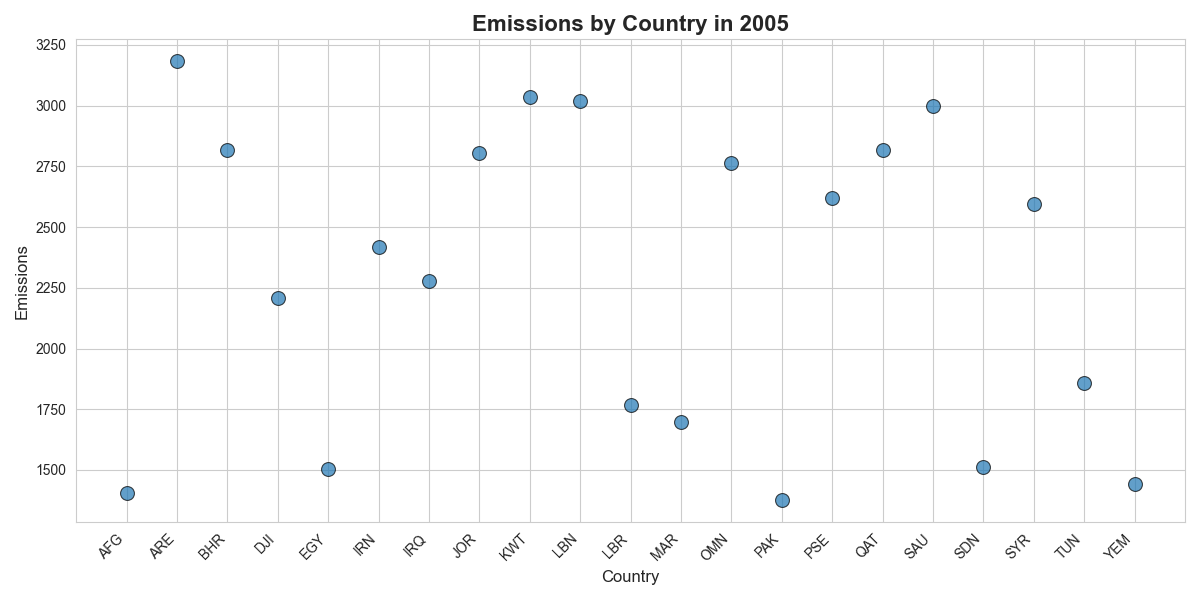 Emissions by Country in 2005
3250
3000
2750
2500
2250
2000
1750
1500
Emissions
AFG ARE BHR DJI EGY IRN IRQ JOR KWT LBN LBR MAR OMN PAK PSE QAT SAU SDN SYR TUN YEM
Country